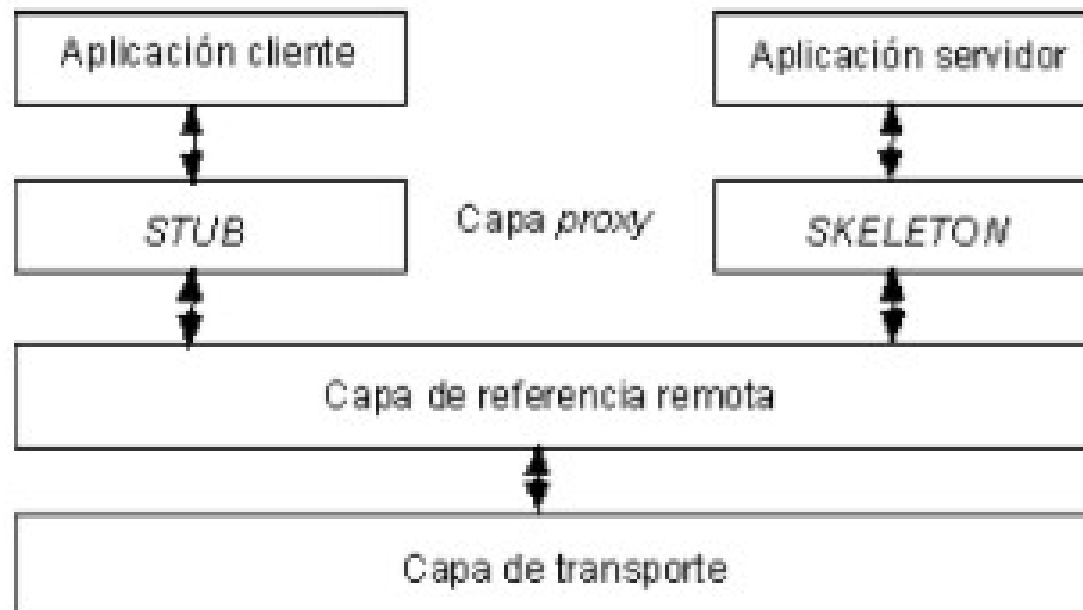 Aplicación cliente
Aplicación servidor
STUB
Capa proxy
SKELETON
Capa de referencia remota
Capa de transporte